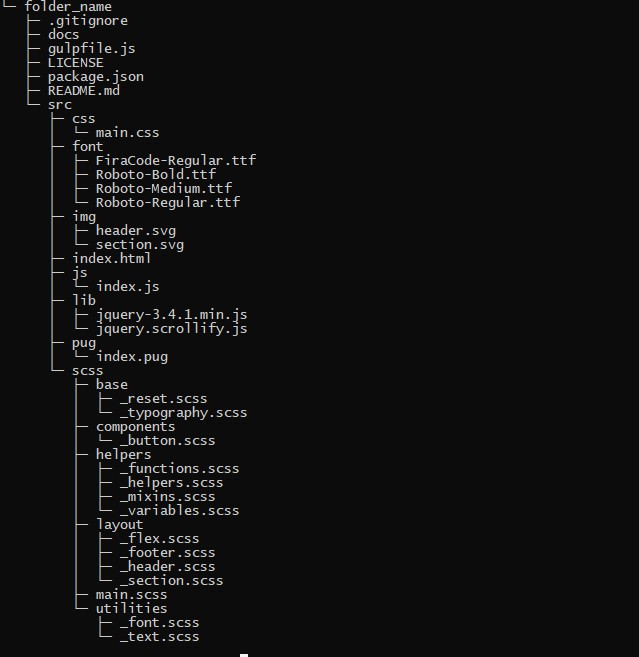 └─ folder_name
   ├─ .gitignore
   ├─ docs
   ├─ gulpfile.js
   ├─ LICENSE
   ├─ package.json
   ├─ README.md
   └─ src
      ├─ css
      │  └─ main.css
      ├─ font
      │  ├─ FiraCode-Regular.ttf
      │  ├─ Roboto-Bold.ttf
      │  ├─ Roboto-Medium.ttf
      │  └─ Roboto-Regular.ttf
      ├─ img
      │  ├─ header.svg
      │  └─ section.svg
      ├─ index.html
      ├─ js
      │  └─ index.js
      ├─ lib
      │  ├─ jquery-3.4.1.min.js
      │  └─ jquery.scrollify.js
      ├─ pug
      │  └─ index.pug
      └─ scss
         ├─ base
         │  ├─ _reset.scss
         │  └─ _typography.scss
         ├─ components
         │  └─ _button.scss
         ├─ helpers
         │  ├─ _functions.scss
         │  ├─ _helpers.scss
         │  ├─ _mixins.scss
         │  └─ _variables.scss
         ├─ layout
         │  ├─ _flex.scss
         │  ├─ _footer.scss
         │  ├─ _header.scss
         │  └─ _section.scss
         ├─ main.scss
         └─ utilities
            ├─ _font.scss
            └─ _text.scss